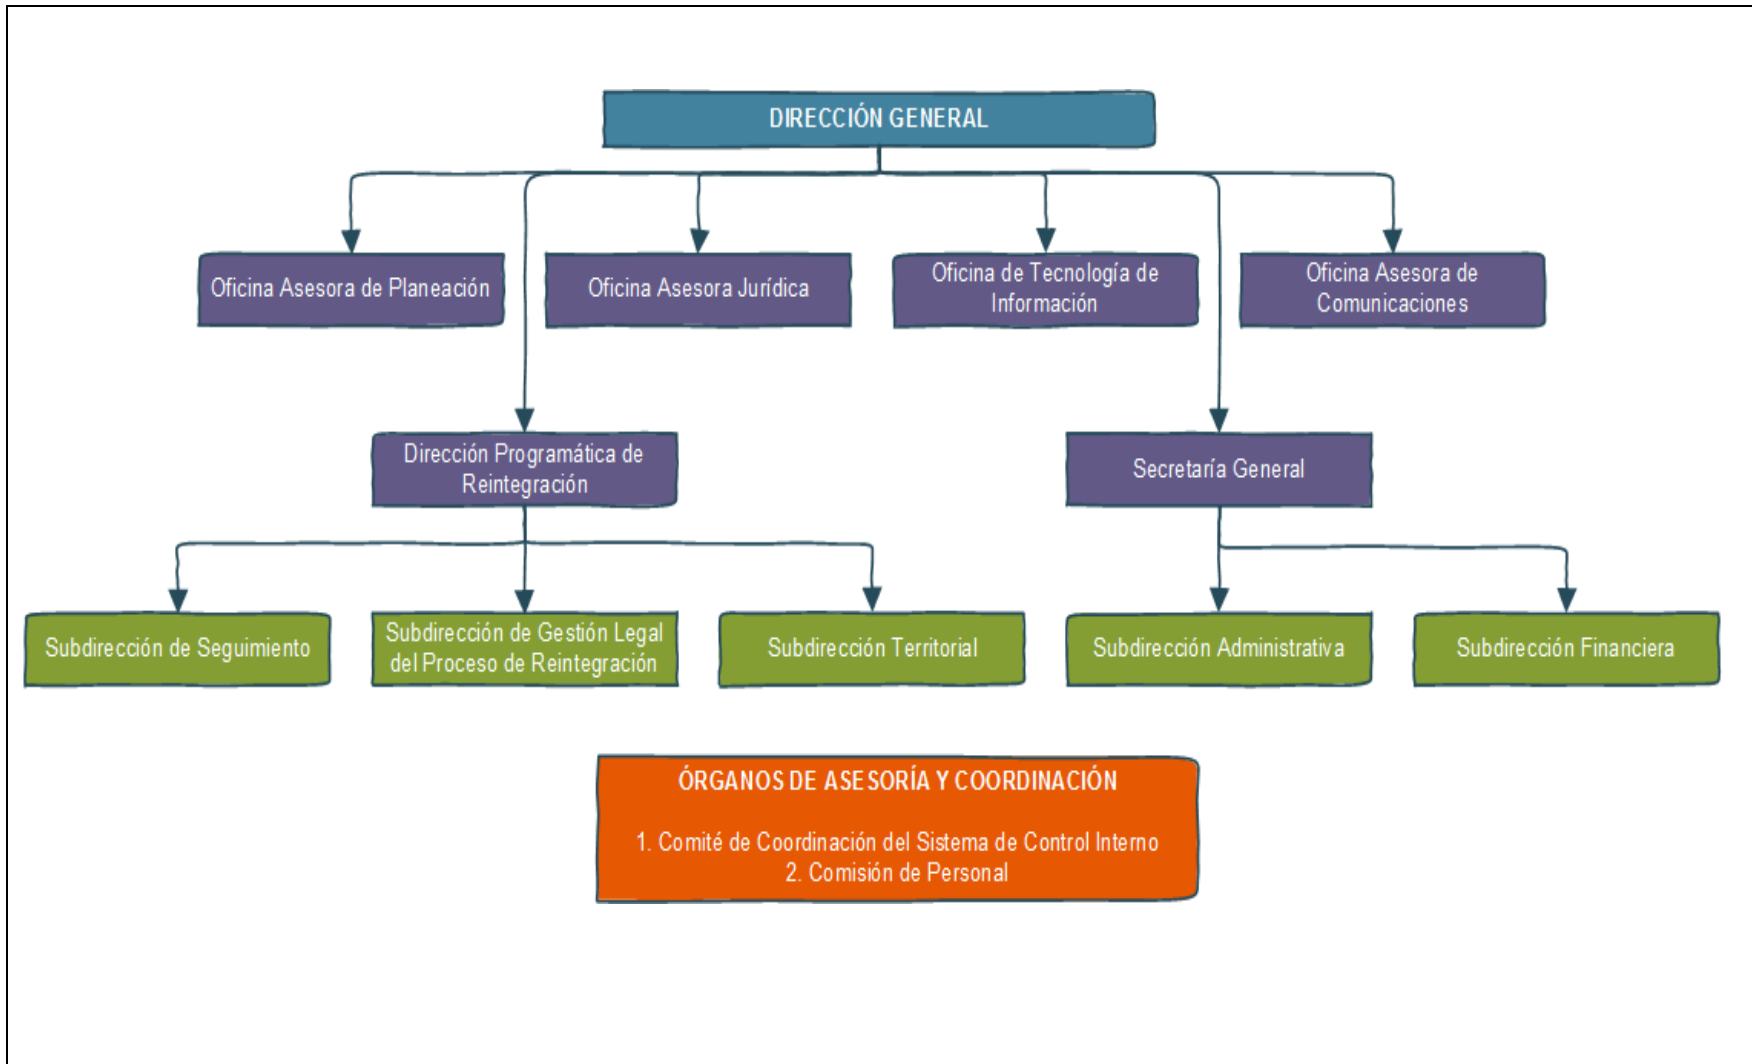 DIRECCIÓN GENERAL
Oficina Asesora de Planeación
Oficina Asesora Jurídica
Oficina de Tecnología de
Información
Oficina Asesora de
Comunicaciones
Dirección Programática de
Reintegración
Secretaría General
Subdirección de Seguimiento
Subdirección de Gestión Legal
del Proceso de Reintegración
Subdirección Territorial
Subdirección Administrativa
Subdirección Financiera
ÓRGANOS DE ASESORÍA Y COORDINACIÓN
1. Comité de Coordinación del Sistema de Control Interno
2. Comisión de Personal